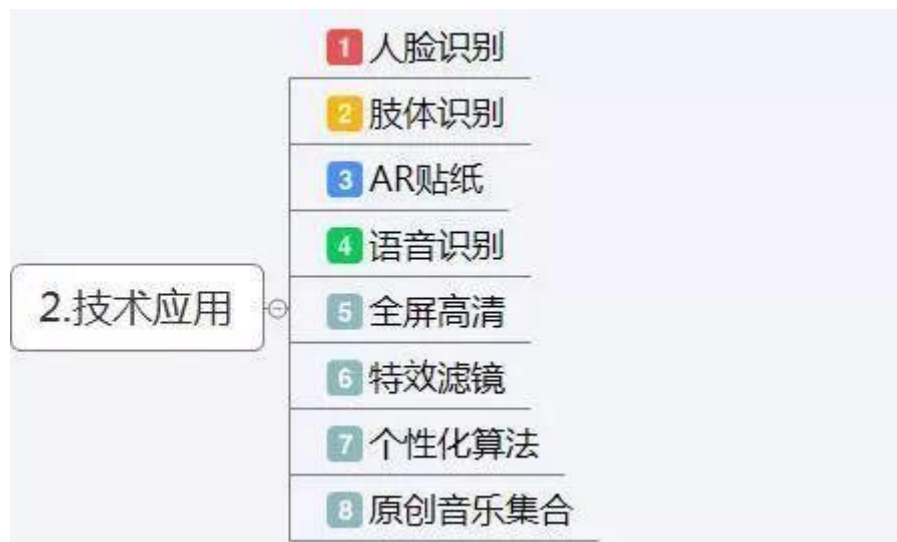 1 人脸识别
2 肢体识别
3 AR贴纸
4 语音识别
2.技术应用
5 全屏高清
6 特效滤镜
7 个性化算法
8 原创音乐集合